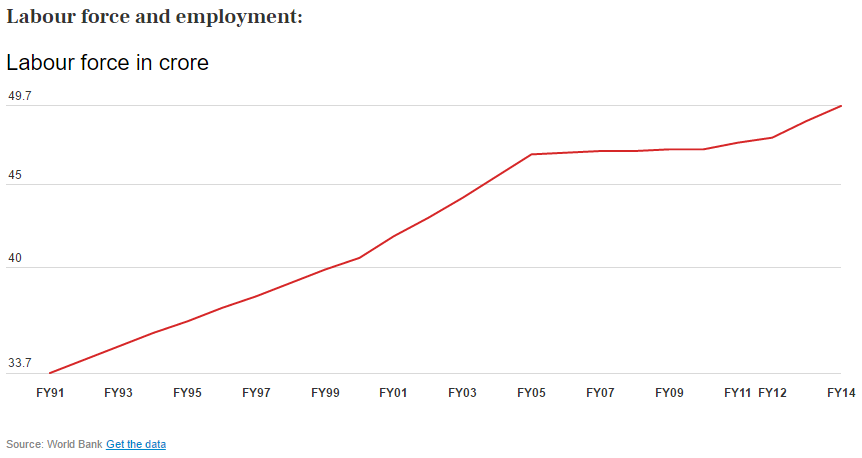 Labour force and employment:
Labour force in crore
49.7
45
40
33.7
FY91 FY93 FY95 FY97 FY99 FY01 FY03 FY05 FY07 FY09 FY11 FY12 FY14
Source: World Bank Get the data